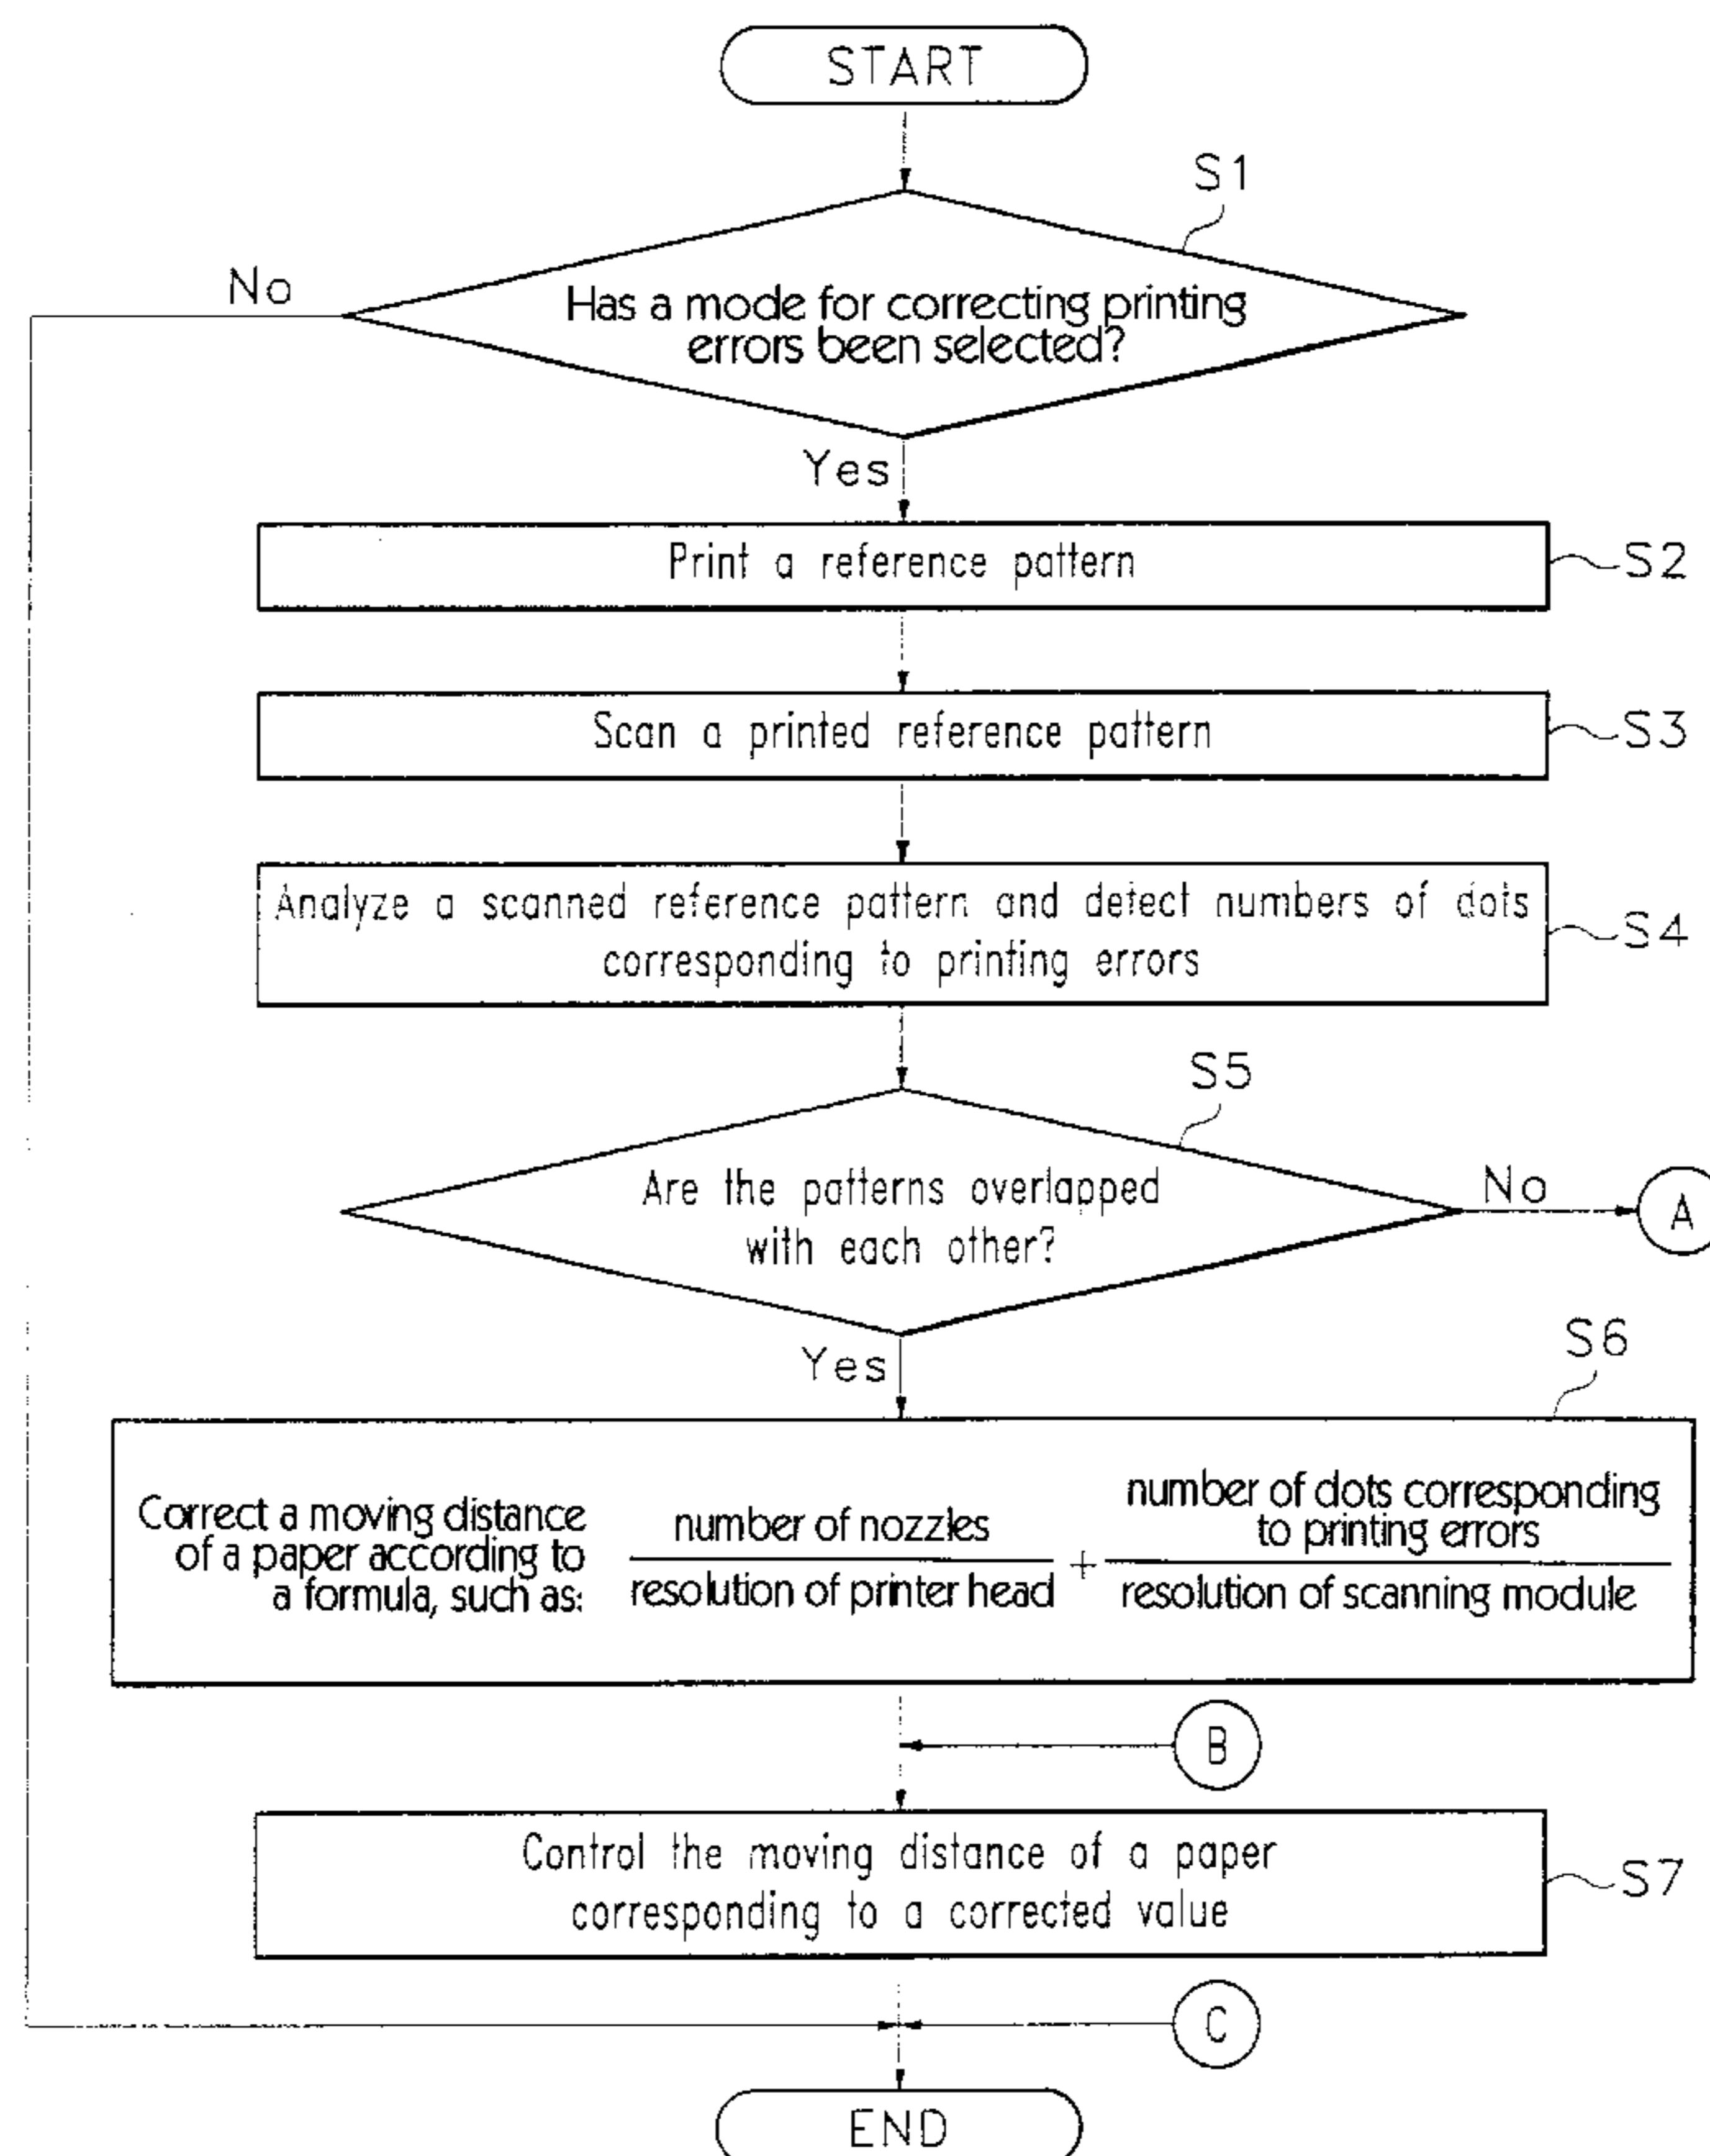 START
S1
No
Has a mode for correcting printing
errors been selected?
Yes
Print a reference pattern
S2
Scan a printed reference pattern
S3
Analyze a scanned reference pattern and detect numbers of dots
corresponding to printing errors
S4
S5
Are the patterns overlapped
with each other?
No
A
Yes
S6
Correct a moving distance
of a paper according to
a formula, such as:
number of nozzles
resolution of printer head
+
number of dots corresponding
to printing errors
resolution of scanning module
B
Control the moving distance of a paper
corresponding to a corrected value
S7
C
END